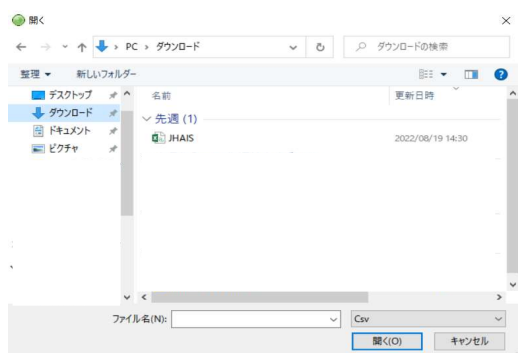 開く
PC › ダウンロード
ダウンロードの検索
整理 新しいフォルダー
デスクトップ
ダウンロード
ドキュメント
ピクチャ
名前 更新日時
先週 (1)
JHAIS 2022/08/19 14:30
ファイル名(N): Csv
開く(O) キャンセル